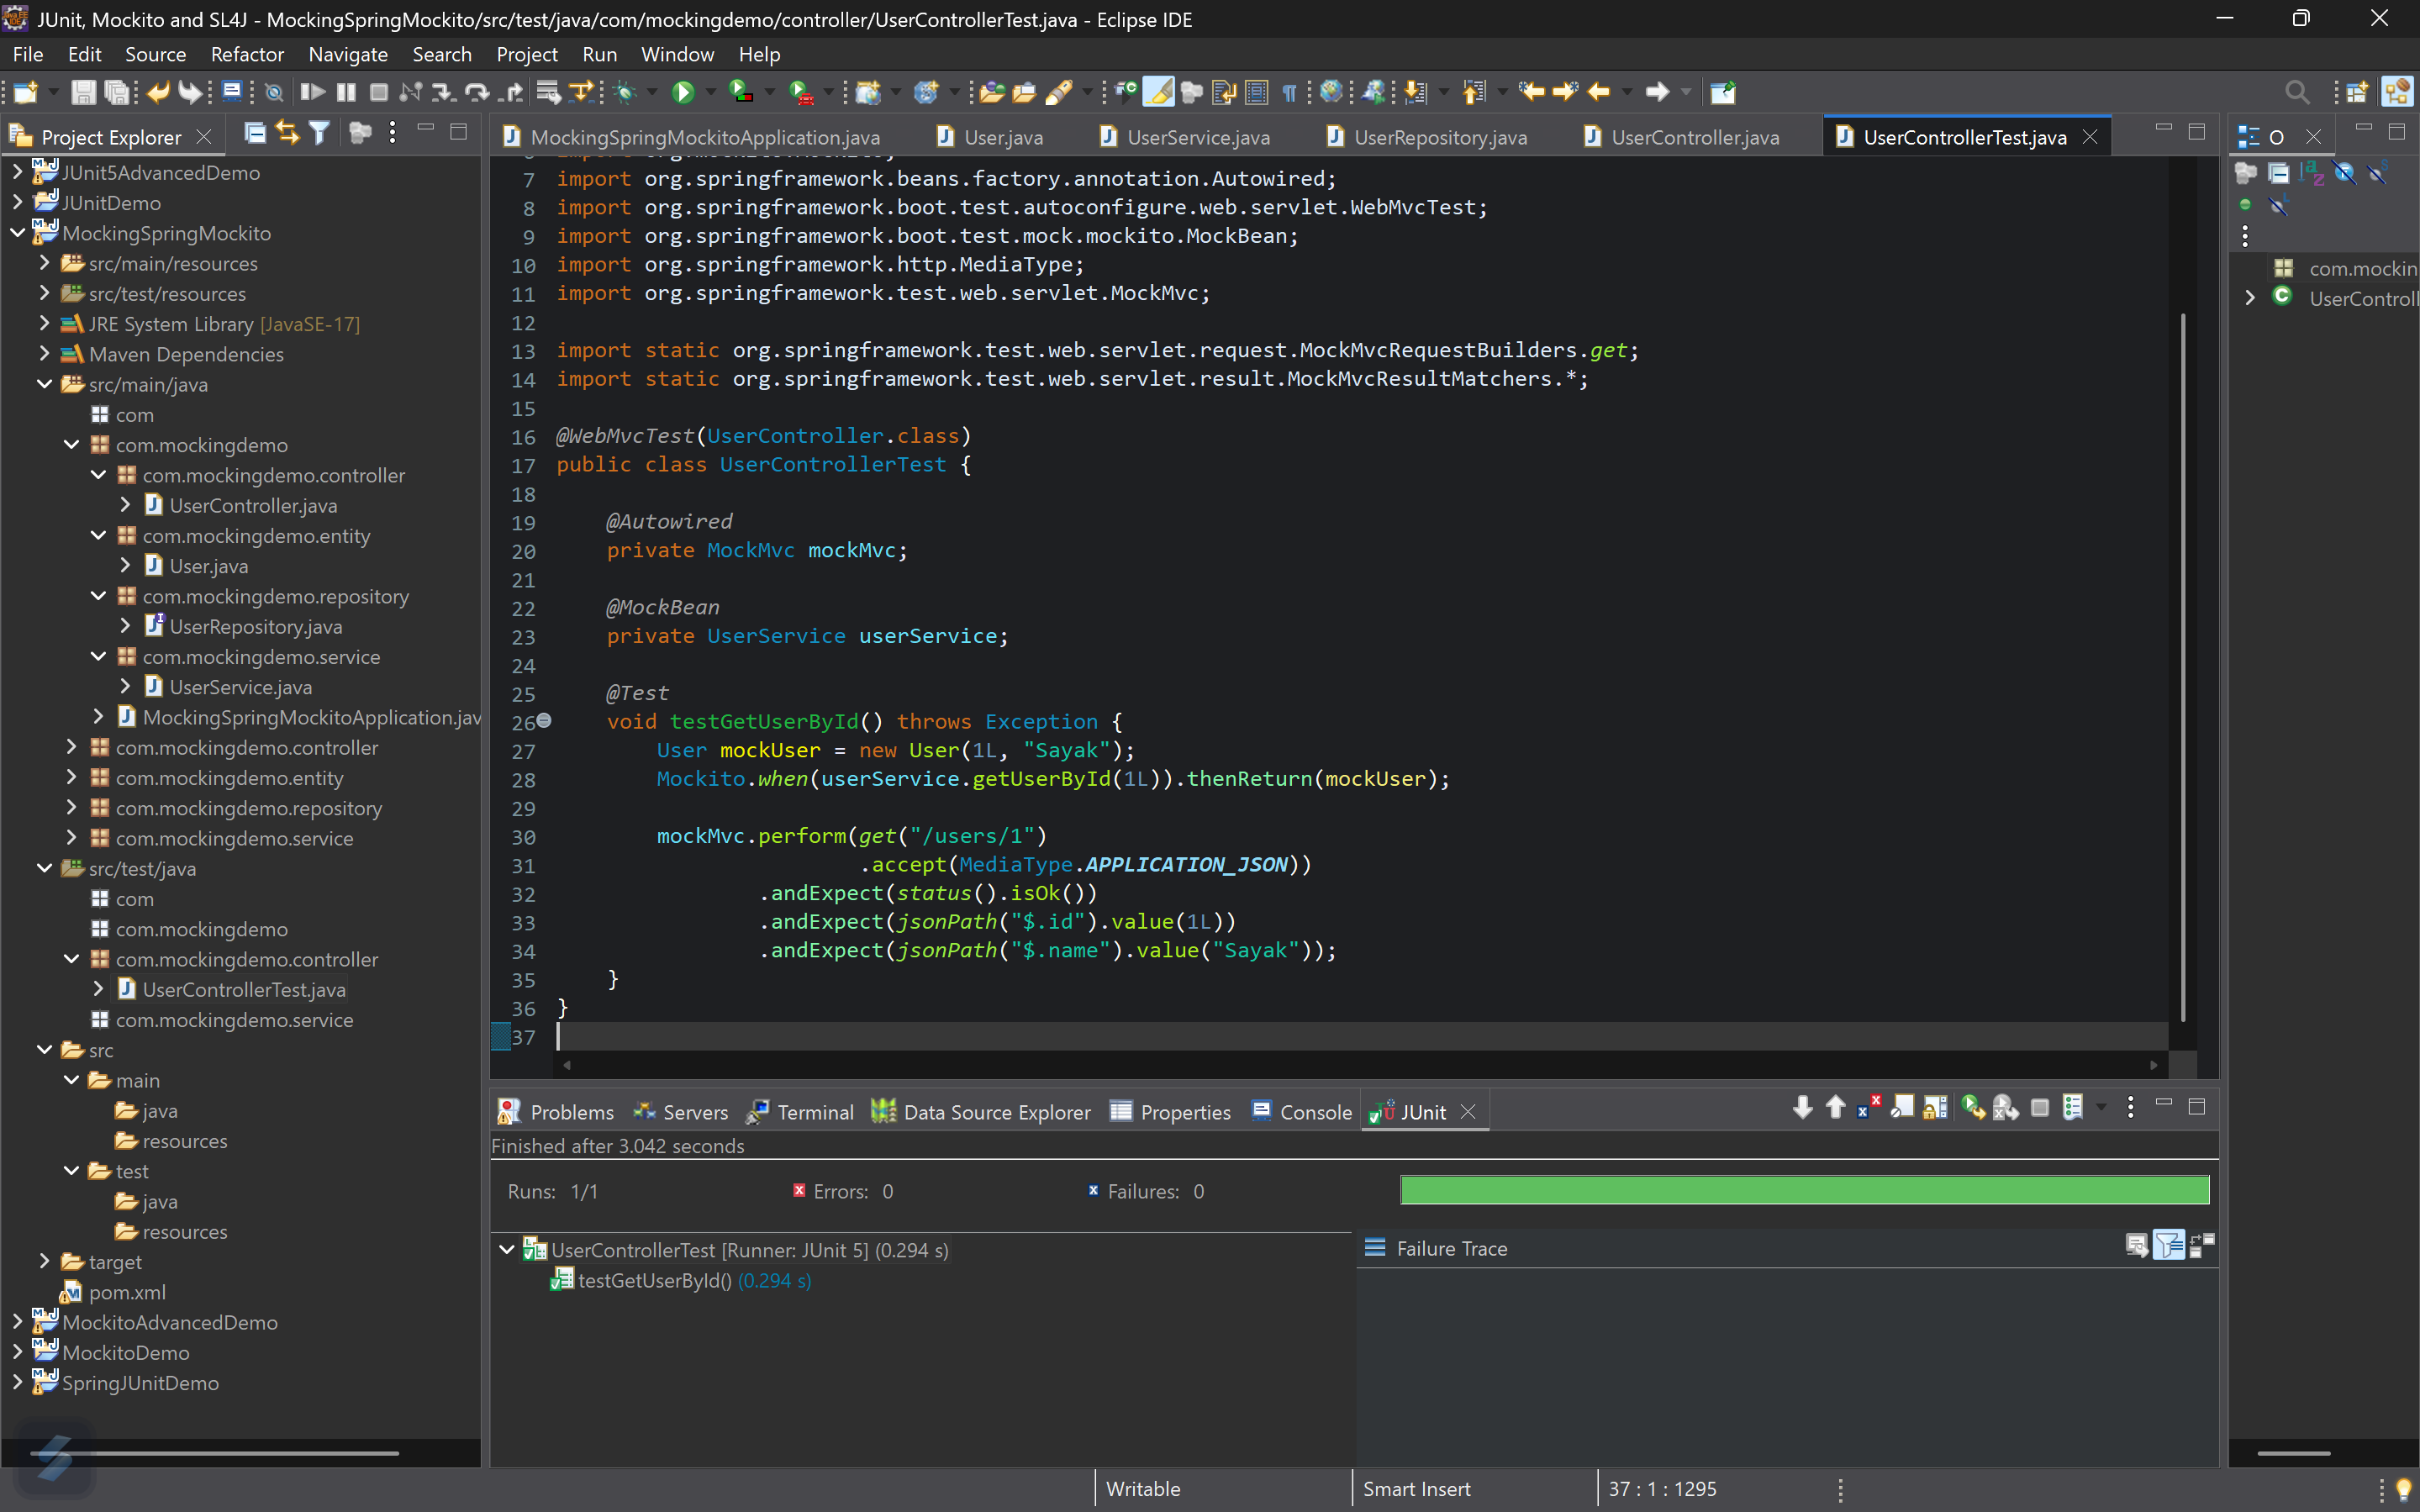 JUnit, Mockito and SL4J - MockingSpringMockito/src/test/java/com/mockingdemo/controller/UserControllerTest.java - Eclipse IDE
File Edit Source Refactor Navigate Search Project Run Window Help
Project Explorer
JUnit5AdvancedDemo
JUnitDemo
MockingSpringMockito
src/main/resources
src/test/resources
JRE System Library [JavaSE-17]
Maven Dependencies
src/main/java
com
com.mockingdemo
com.mockingdemo.controller
UserController.java
com.mockingdemo.entity
User.java
com.mockingdemo.repository
UserRepository.java
com.mockingdemo.service
UserService.java
MockingSpringMockitoApplication.jav
com.mockingdemo.controller
com.mockingdemo.entity
com.mockingdemo.repository
com.mockingdemo.service
src/test/java
com
com.mockingdemo
com.mockingdemo.controller
UserControllerTest.java
com.mockingdemo.service
src
main
java
resources
test
java
resources
target
pom.xml
MockitoAdvancedDemo
MockitoDemo
SpringJUnitDemo
MockingSpringMockitoApplication.java User.java UserService.java UserRepository.java UserController.java UserControllerTest.java
7 import org.springframework.beans.factory.annotation.Autowired;
8 import org.springframework.boot.test.autoconfigure.web.servlet.WebMvcTest;
9 import org.springframework.boot.test.mock.mockito.MockBean;
10 import org.springframework.http.MediaType;
11 import org.springframework.test.web.servlet.MockMvc;
12
13 import static org.springframework.test.web.servlet.request.MockMvcRequestBuilders.get;
14 import static org.springframework.test.web.servlet.result.MockMvcResultMatchers.*;
15
16 @WebMvcTest(UserController.class)
17 public class UserControllerTest {
18
19 @Autowired
20 private MockMvc mockMvc;
21
22 @MockBean
23 private UserService userService;
24
25 @Test
26 void testGetUserById() throws Exception {
27 User mockUser = new User(1L, "Sayak");
28 Mockito.when(userService.getUserById(1L)).thenReturn(mockUser);
29
30 mockMvc.perform(get("/users/1")
31 .accept(MediaType.APPLICATION_JSON))
32 .andExpect(status().isOk())
33 .andExpect(jsonPath("$.id").value(1L))
34 .andExpect(jsonPath("$.name").value("Sayak"));
35 }
36 }
37
O
com.mockin
UserControll
Problems Servers Terminal Data Source Explorer Properties Console JUnit
Finished after 3.042 seconds
Runs: 1/1 Errors: 0 Failures: 0
UserControllerTest [Runner: JUnit 5] (0.294 s)
testGetUserById() (0.294 s)
Failure Trace
Writable Smart Insert 37 : 1 : 1295